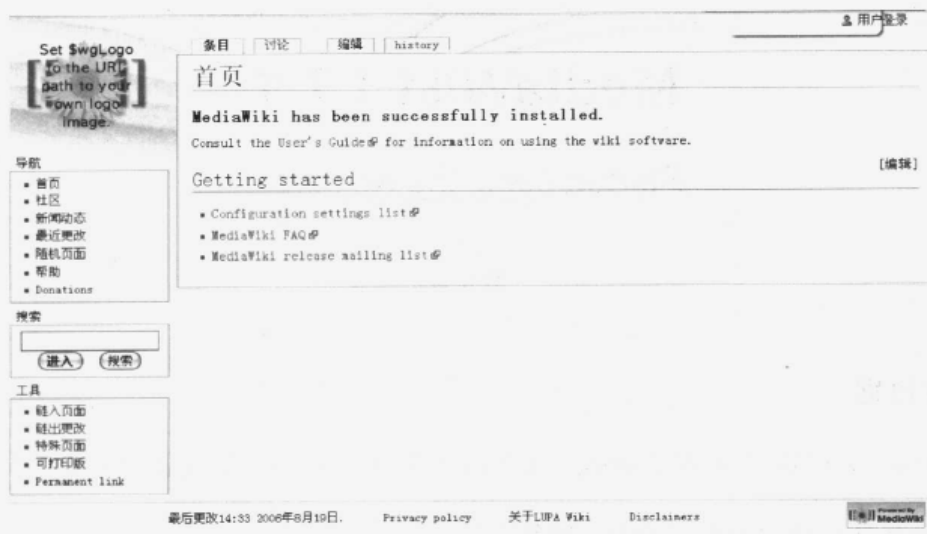 用户登录
Set $wgLogo
to the URL
path to your
own logo
image.
条目 讨论 编辑 history
首页
MediaWiki has been successfully installed.
Consult the User's Guide for information on using the wiki software.
[编辑]
Getting started
Configuration settings list
MediaWiki FAQ
MediaWiki release mailing list
导航
首页
社区
新闻动态
最近更改
随机页面
帮助
Donations
搜索
进入 搜索
工具
链入页面
链出更改
特殊页面
可打印版
Permanent link
最后更改14:33 2006年8月19日. Privacy policy 关于LUPA Wiki Disclaimers
Powered By
MediaWiki